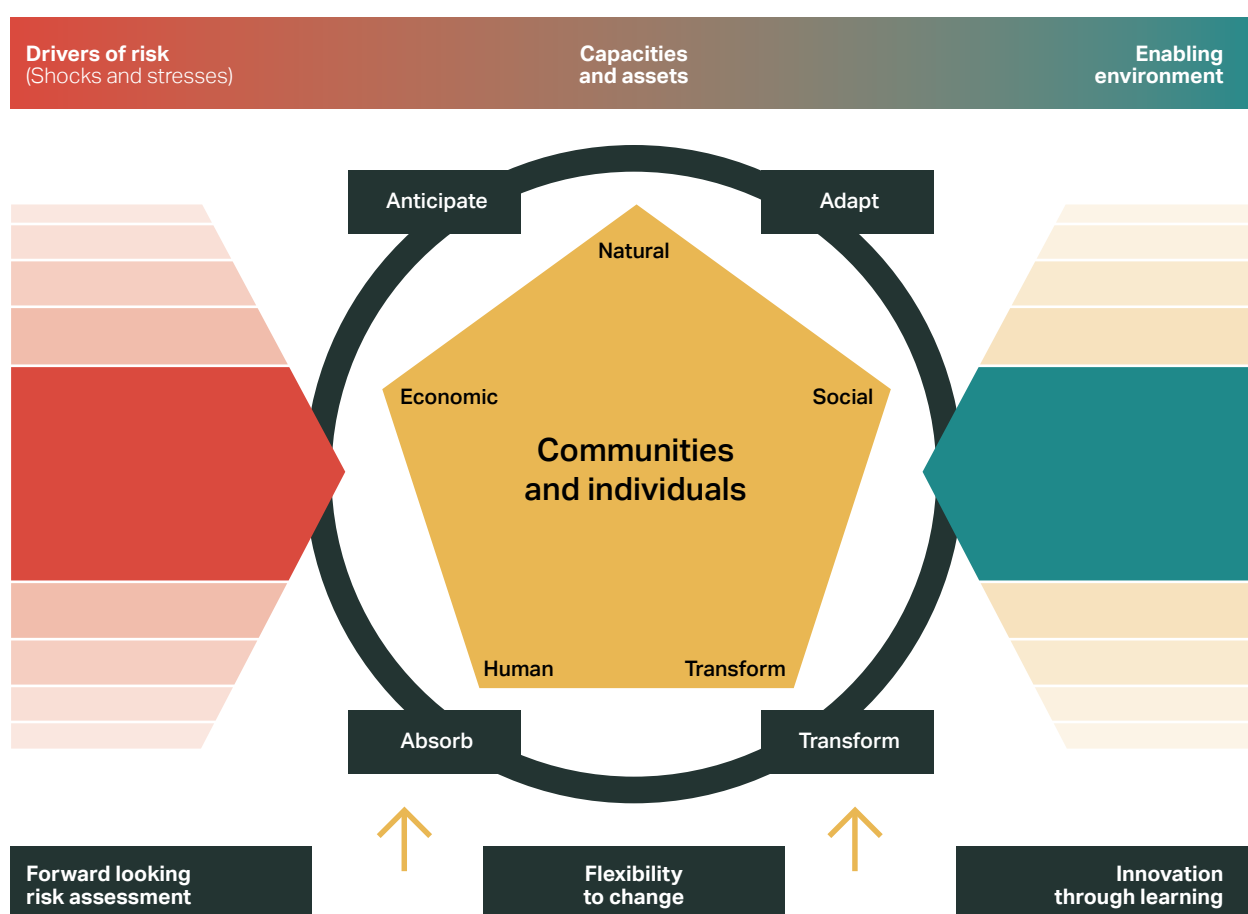 Drivers of risk
(Shocks and stresses)
Capacities
and assets
Enabling
environment
Anticipate
Adapt
Natural
Economic
Social
Communities
and individuals
Human
Transform
Absorb
Transform
Forward looking
risk assessment
Flexibility
to change
Innovation
through learning